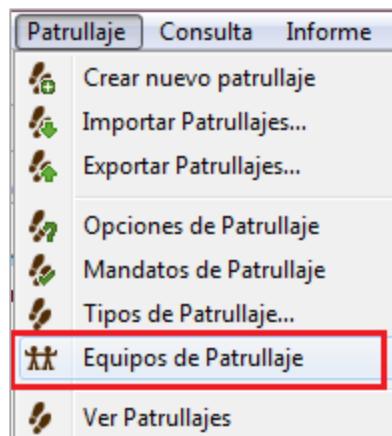 Patrullaje Consulta Informe
Crear nuevo patrullaje
Importar Patrullajes...
Exportar Patrullajes...
Opciones de Patrullaje
Mandatos de Patrullaje
Tipos de Patrullaje...
Equipos de Patrullaje
Ver Patrullajes